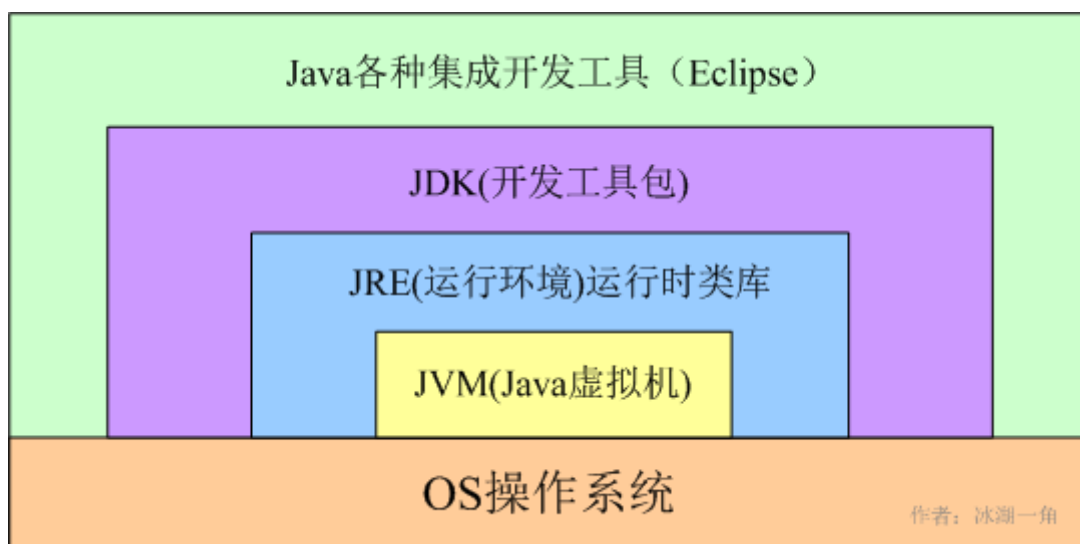 Java各种集成开发工具（Eclipse）
JDK(开发工具包)
JRE(运行环境)运行时类库
JVM(Java虚拟机)
OS操作系统
作者：冰湖一角